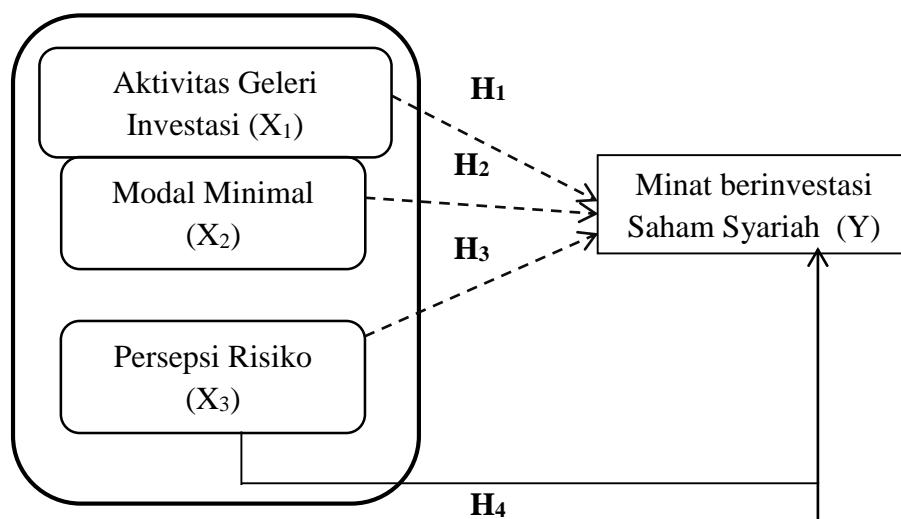 Aktivitas Geleri
Investasi (X₁)
H₁
Modal Minimal
(X₂)
H₂
Minat berinvestasi
Saham Syariah (Y)
H₃
Persepsi Risiko
(X₃)
H₄